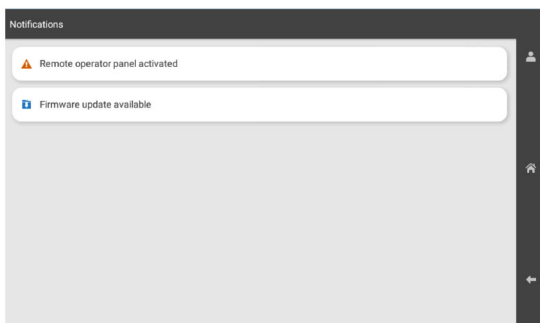 Notifications
Remote operator panel activated
Firmware update available